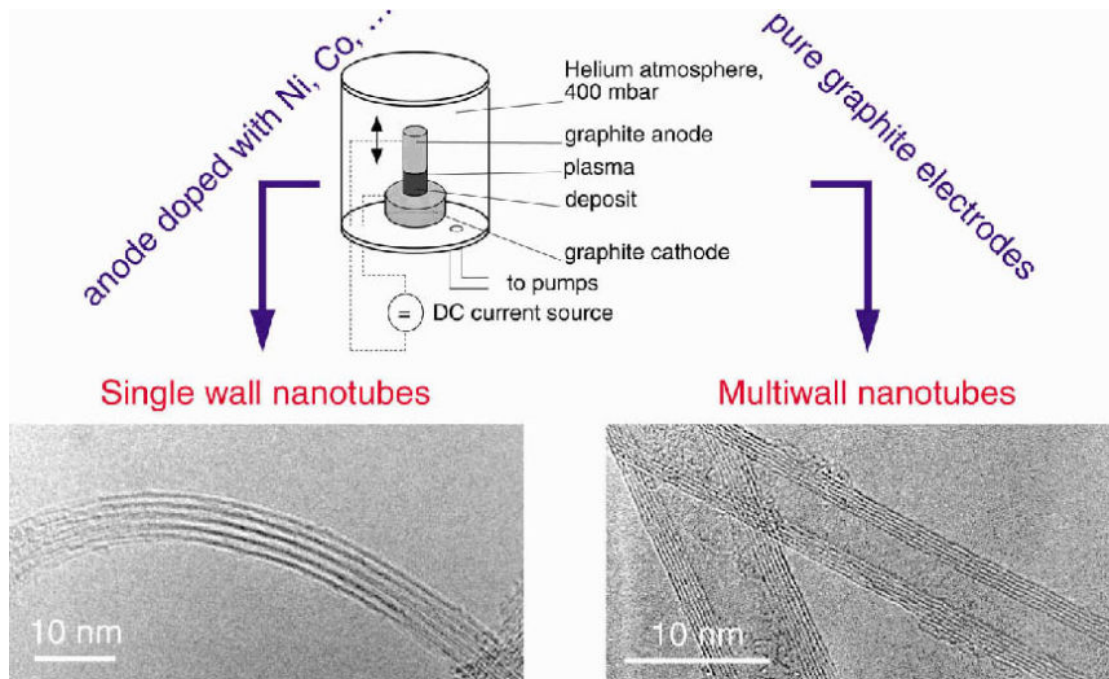 anode doped with Ni, Co, ...
pure graphite electrodes
Helium atmosphere,
400 mbar
graphite anode
plasma
deposit
graphite cathode
to pumps
= DC current source
Single wall nanotubes
Multiwall nanotubes
10 nm
10 nm